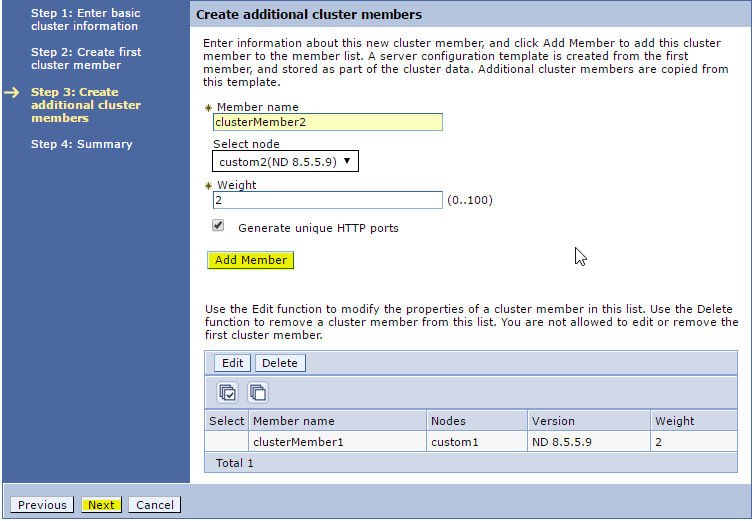 Step 1: Enter basic
cluster information
Step 2: Create first
cluster member
Step 3: Create
additional cluster
members
Step 4: Summary
Create additional cluster members
Enter information about this new cluster member, and click Add Member to add this cluster
member to the member list. A server configuration template is created from the first
member, and stored as part of the cluster data. Additional cluster members are copied from
this template.
Member name
clusterMember2
Select node
custom2(ND 8.5.5.9)
Weight
2 (0..100)
Generate unique HTTP ports
Add Member
Use the Edit function to modify the properties of a cluster member in this list. Use the Delete
function to remove a cluster member from this list. You are not allowed to edit or remove the
first cluster member.
Edit Delete
Select Member name Nodes Version Weight
clusterMember1 custom1 ND 8.5.5.9 2
Total 1
Previous Next Cancel